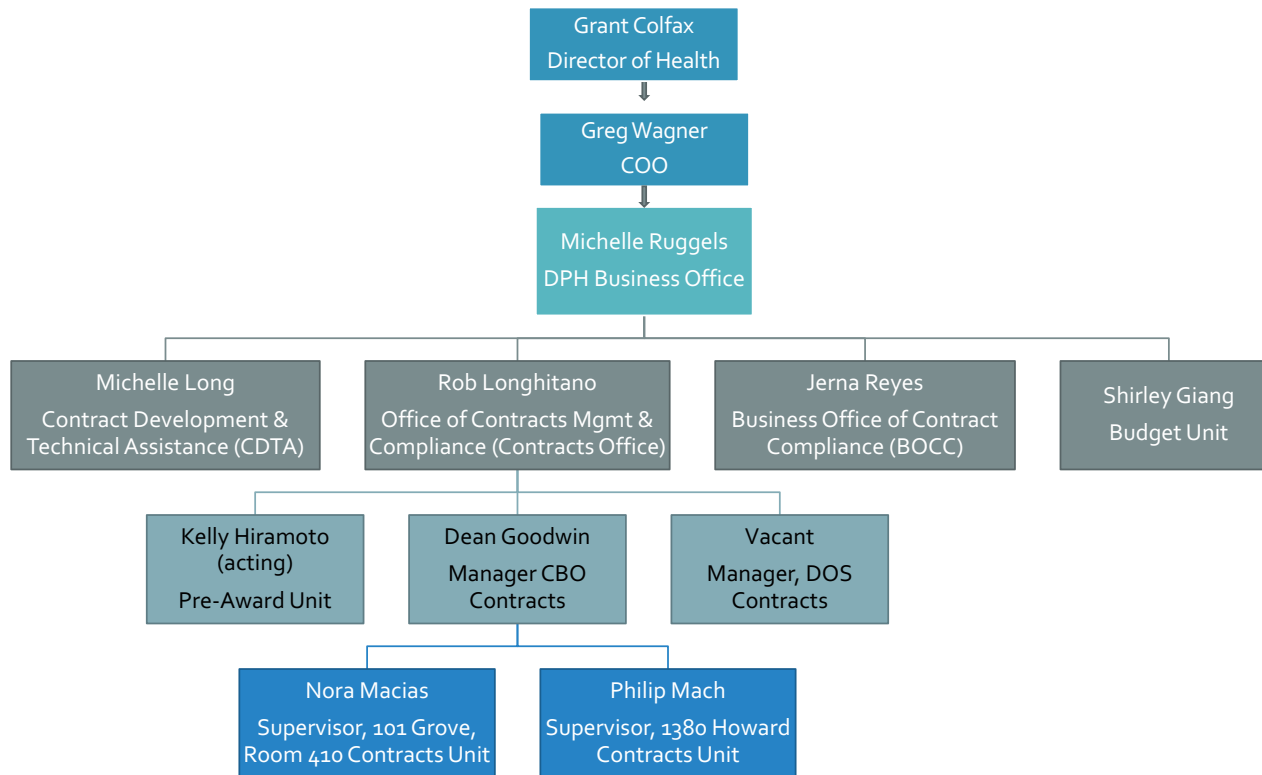 Grant Colfax
Director of Health
Greg Wagner
COO
Michelle Ruggels
DPH Business Office
Michelle Long
Contract Development &
Technical Assistance (CDTA)
Rob Longhitano
Office of Contracts Mgmt &
Compliance (Contracts Office)
Jerna Reyes
Business Office of Contract
Compliance (BOCC)
Shirley Giang
Budget Unit
Kelly Hiramoto
(acting)
Pre-Award Unit
Dean Goodwin
Manager CBO
Contracts
Vacant
Manager, DOS
Contracts
Nora Macias
Supervisor, 101 Grove,
Room 410 Contracts Unit
Philip Mach
Supervisor, 1380 Howard
Contracts Unit